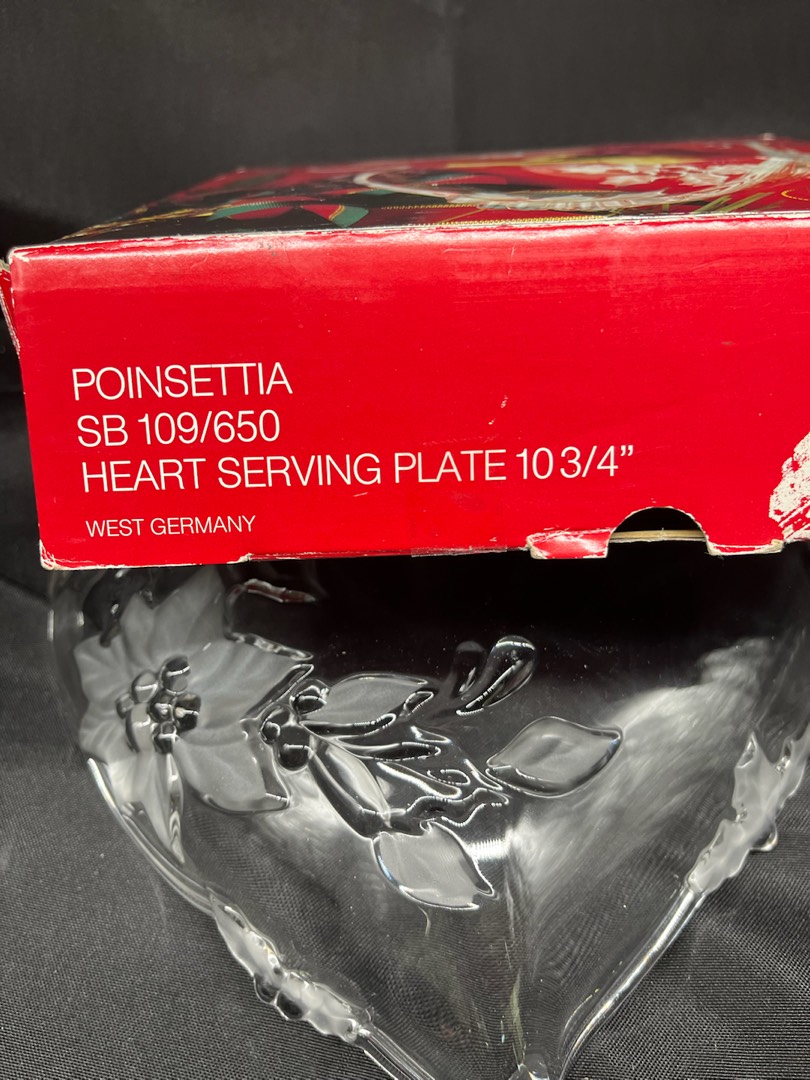 POINSETTIA
SB 109/650
HEART SERVING PLATE 10 3/4”
WEST GERMANY